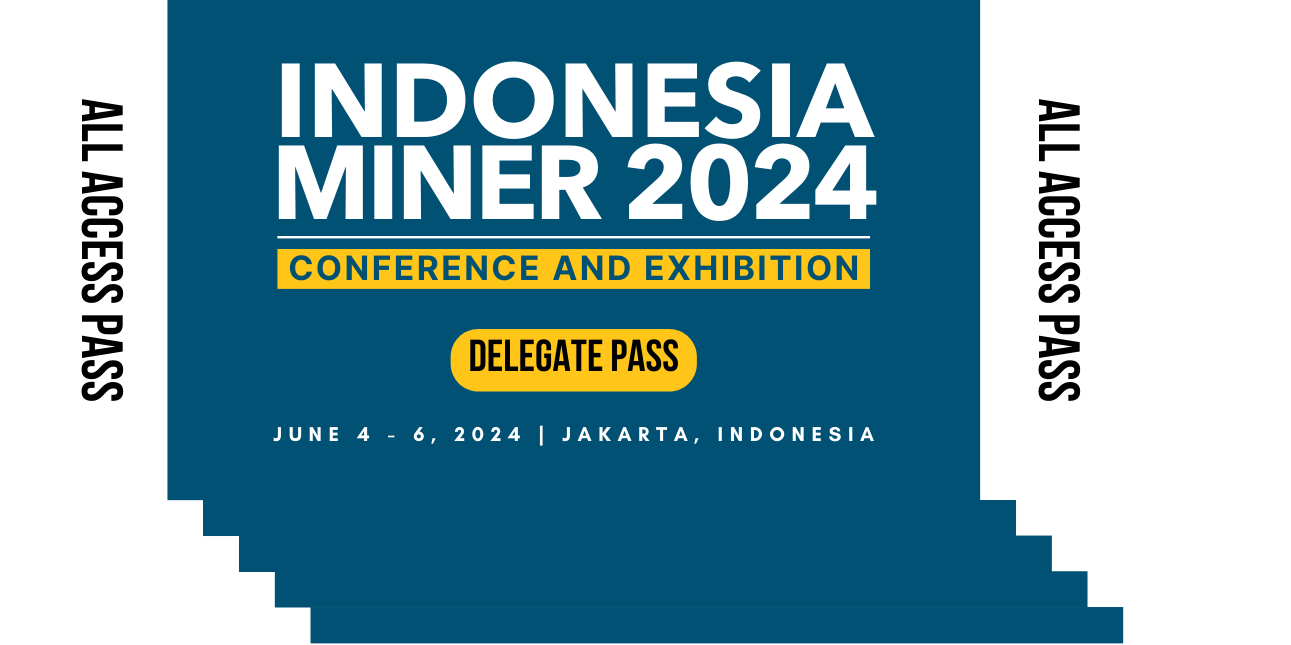 ALL ACCESS PASS
INDONESIA
MINER 2024
CONFERENCE AND EXHIBITION
DELEGATE PASS
JUNE 4 - 6, 2024 | JAKARTA, INDONESIA
ALL ACCESS PASS